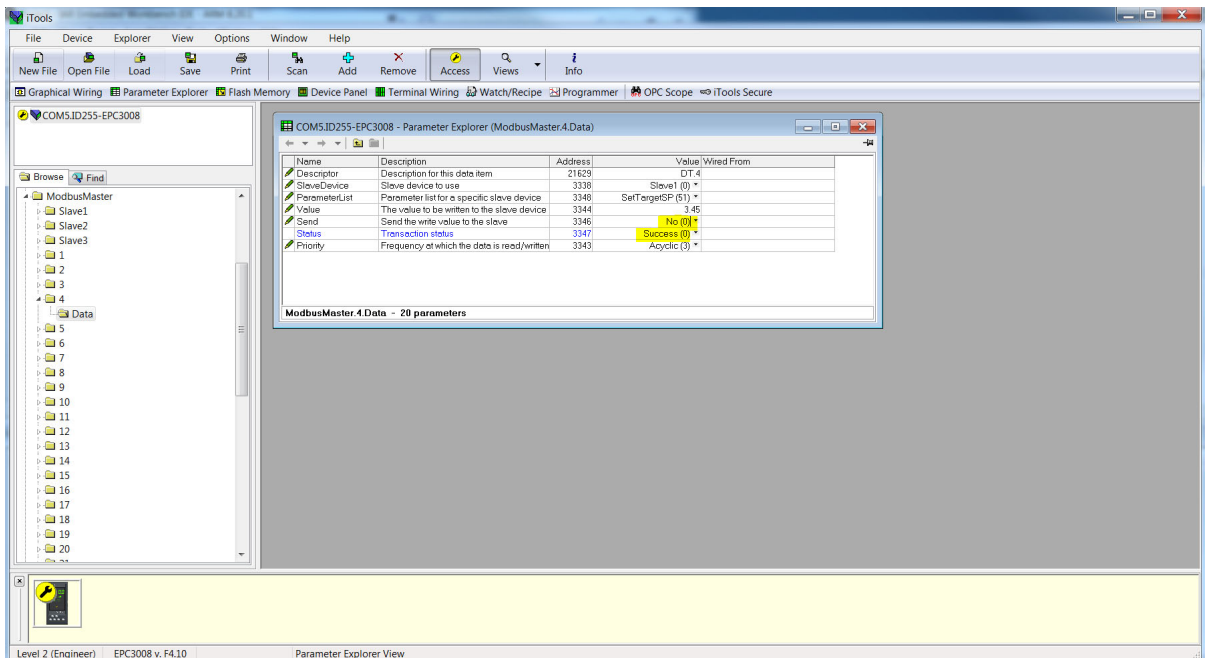 iTools
File Device Explorer View Options Window Help
New File Open File Load Save Print Scan Add Remove Access Views Info
Graphical Wiring Parameter Explorer Flash Memory Device Panel Terminal Wiring Watch/Recipe Programmer OPC Scope iTools Secure
COM5.ID255-EPC3008
Browse Find
ModbusMaster
Slave1
Slave2
Slave3
1
2
3
4
Data
5
6
7
8
9
10
11
12
13
14
15
16
17
18
19
20
COM5.ID255-EPC3008 - Parameter Explorer (ModbusMaster.4.Data)
Name Description Address Value Wired From
Descriptor Description for this data item 21629 DT.4
SlaveDevice Slave device to use 3338 Slave1 (0)
ParameterList Parameter list for a specific slave device 3348 SetTargetSP (51)
Value The value to be written to the slave device 3344 3.45
Send Send the write value to the slave 3346 No (0)
Status Transaction status 3347 Success (0)
Priority Frequency at which the data is read/written 3343 Acyclic (3)
ModbusMaster.4.Data - 20 parameters
Level 2 (Engineer) EPC3008 v. F4.10 Parameter Explorer View